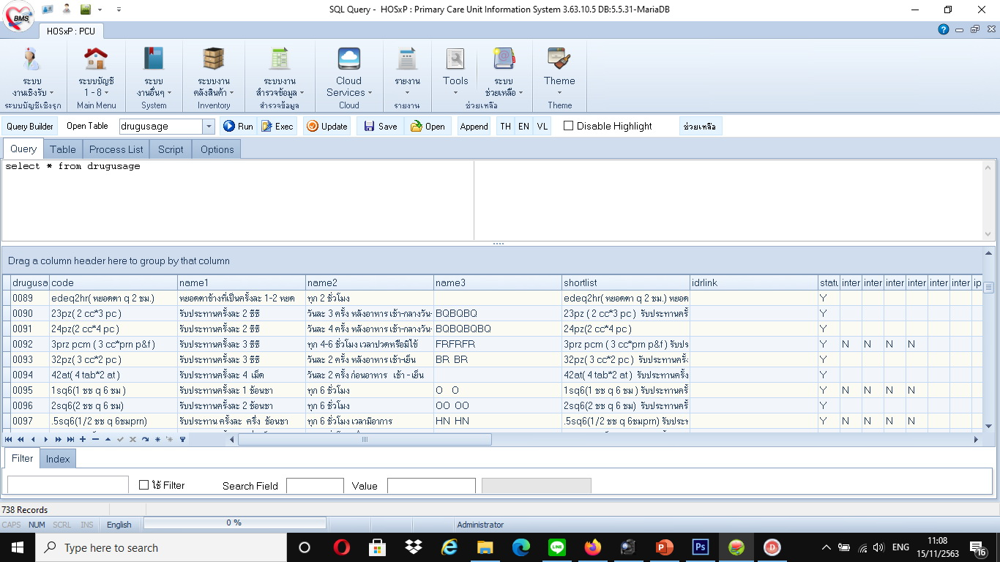 SQL Query - HOSxP : Primary Care Unit Information System 3.63.10.5 DB:5.5.31-MariaDB
BMS
HOSxP : PCU
ระบบ งานเชิงรับ
ระบบบัญชี 1 - 8
ระบบ งานอื่นๆ
ระบบงาน คลังสินค้า
ระบบงาน สำรวจข้อมูล
Cloud Services
รายงาน
Tools
ระบบ ช่วยเหลือ
Theme
ระบบบัญชีเชิงรุก Main Menu System Inventory สำรวจข้อมูล Cloud รายงาน ช่วยเหลือ Theme
Query Builder Open Table drugusage Run Exec Update Save Open Append TH EN VL Disable Highlight ช่วยเหลือ
Query Table Process List Script Options
select * from drugusage
Drag a column header here to group by that column
drugusa code name1 name2 name3 shortlist idrlink statu inter inter inter inter inter inter ip
0089 edeq2hr( หยอดตา q 2 ชม.) หยอดตาข้างที่เป็นครั้งละ 1-2 หยด ทุก 2 ชั่วโมง edeq2hr( หยอดตา q 2 ชม.) หยอด Y
0090 23pz( 2 cc*3 pc ) รับประทานครั้งละ 2 ซีซี วันละ 3 ครั้ง หลังอาหาร เช้า-กลางวัน- BQBQBQ 23pz ( 2 cc*3 pc ) รับประทานครั้ Y
0091 24pz(2 cc*4 pc ) รับประทานครั้งละ 2 ซีซี วันละ 4 ครั้ง หลังอาหาร เช้า-กลางวัน- BQBQBQBQ 24pz(2 cc*4 pc ) Y
0092 3prz pcm ( 3 cc*prn p&f ) รับประทานครั้งละ 3 ซีซี ทุก 4-6 ชั่วโมง เวลาปวดหรือมีไข้ FRFRFR 3prz pcm ( 3 cc*prn p&f ) รับปร Y N N N N
0093 32pz( 3 cc*2 pc ) รับประทานครั้งละ 3 ซีซี วันละ 2 ครั้ง หลังอาหาร เช้า-เย็น BR BR 32pz( 3 cc*2 pc ) รับประทานครั้ง Y
0094 42at( 4 tab*2 at ) รับประทานครั้งละ 4 เม็ด วันละ 2 ครั้ง ก่อนอาหาร เช้า - เย็น 42at( 4 tab*2 at ) รับประทานครั้ง Y
0095 1sq6(1 ชช q 6 ชม ) รับประทานครั้งละ 1 ช้อนชา ทุก 6 ชั่วโมง O O 1sq6(1 ชช q 6 ชม ) รับประทานครั้ Y N N N N
0096 2sq6(2 ชช q 6 ชม) รับประทานครั้งละ 2 ช้อนชา ทุก 6 ชั่วโมง OO OO 2sq6(2 ชช q 6 ชม) รับประทานครั้ Y
0097 .5sq6(1/2 ชช q 6ชมprn) รับประทาน ครั้งละ ครึ่ง ช้อนชา ทุก 6 ชั่วโมง เวลามีอาการ HN HN .5sq6(1/2 ชช q 6ชมprn) รับประท Y N N N N
Filter Index
ใช้ Filter Search Field Value
738 Records
CAPS NUM SCRL INS English 0 % Administrator
Type here to search
ENG 11:08
15/11/2563
16